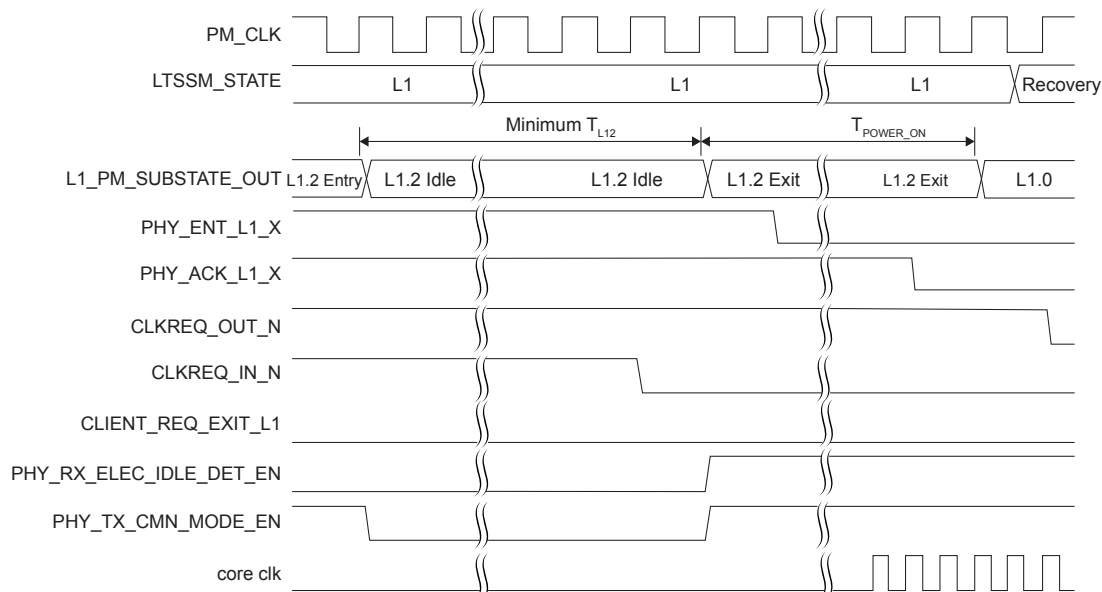 PM_CLK
LTSSM_STATE
L1
L1
L1
Recovery
Minimum T_L12
T_POWER_ON
L1_PM_SUBSTATE_OUT
L1.2 Entry
L1.2 Idle
L1.2 Idle
L1.2 Exit
L1.2 Exit
L1.0
PHY_ENT_L1_X
PHY_ACK_L1_X
CLKREQ_OUT_N
CLKREQ_IN_N
CLIENT_REQ_EXIT_L1
PHY_RX_ELEC_IDLE_DET_EN
PHY_TX_CMN_MODE_EN
core clk